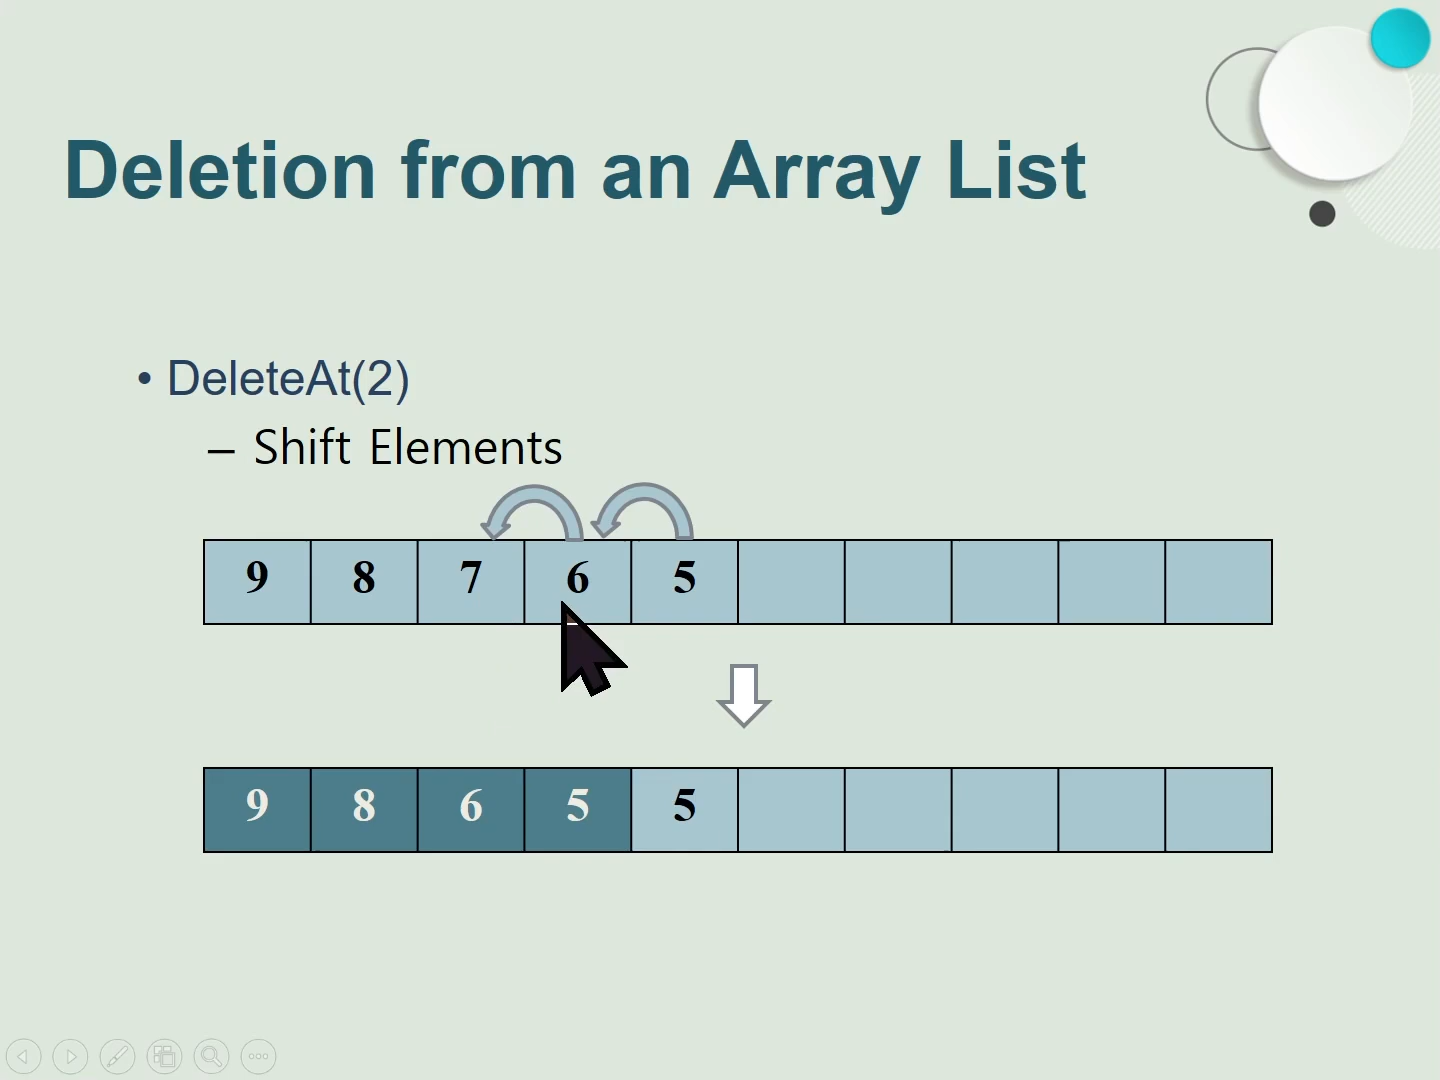 Deletion from an Array List
• DeleteAt(2)
– Shift Elements
9 8 7 6 5
9 8 6 5 5